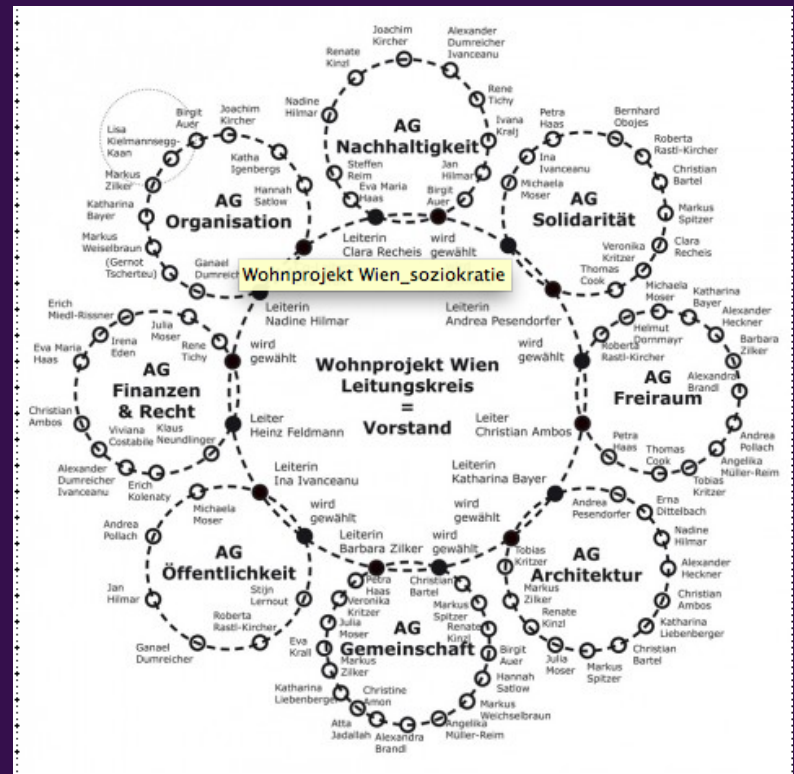 Joachim
Kircher
Alexander
Dumreicher
Ivanceanu
Renate
Kinzl
Rene
Tichy
Nadine
Hilmar
Ivana
Kralj
AG
Nachhaltigkeit
Steffen
Reim
Jan
Hilmar
Eva Maria
Haas
Birgit
Auer
Leiterin
Clara Recheis
wird
gewählt
Lisa
Kielmannsegg-
Kaan
Birgit
Auer
Joachim
Kircher
Katha
Igenbergs
Hannah
Satlow
Markus
Zilker
Katharina
Bayer
Markus
Weiselbraun
(Gernot
Tscherteu)
Ganael
AG
Organisation
Wohnprojekt Wien_soziokratie
Leiterin
Nadine Hilmar
wird
gewählt
Petra
Haas
Bernhard
Obojes
Roberta
Rastl-Kircher
Ina
Ivanceanu
Christian
Bartel
Michaela
Moser
Markus
Spitzer
AG
Solidarität
Clara
Recheis
Veronika
Kritzer
Thomas
Cook
Leiterin
Andrea Pesendorfer
wird
gewählt
Michaela
Moser
Katharina
Bayer
Alexander
Heckner
Helmut
Dommayr
Barbara
Zilker
Roberta
Rastl-Kircher
Alexandra
Brandl
AG
Freiraum
Andrea
Pollach
Petra
Haas
Thomas
Cook
Angelika
Müller-Reim
Tobias
Kritzer
Leiter
Christian Ambos
Erich
Miedl-Rissner
Julia
Moser
Irena
Eden
Rene
Tichy
Eva Maria
Haas
AG
Finanzen
& Recht
Christian
Ambos
Viviana
Costabile
Klaus
Neundlinger
Alexander
Dumreicher
Ivanceanu
Erich
Kolenaty
Leiter
Heinz Feldmann
Wohnprojekt Wien
Leitungskreis
=
Vorstand
Leiterin
Ina Ivanceanu
wird
gewählt
Leiterin
Katharina Bayer
wird
gewählt
Michaela
Moser
Andrea
Pollach
AG
Öffentlichkeit
Jan
Hilmar
Stijn
Lernout
Roberta
Rastl-Kircher
Ganael
Dumreicher
Leiterin
Barbara Zilker
wird
gewählt
Petra
Haas
Christian
Bartel
Veronika
Kritzer
Markus
Spitzer
Julia
Moser
Renate
Kinzl
Eva
Krall
AG
Gemeinschaft
Birgit
Auer
Markus
Zilker
Hannah
Satlow
Katharina
Liebenberger
Christine
Amon
Markus
Weichselbraun
Atta
Jadallah
Alexandra
Brandl
Angelika
Müller-Reim
Andrea
Pesendorfer
Erna
Dittelbach
Nadine
Hilmar
Tobias
Kritzer
Alexander
Heckner
AG
Architektur
Markus
Zilker
Christian
Ambos
Renate
Kinzl
Katharina
Liebenberger
Julia
Moser
Markus
Spitzer
Christian
Bartel